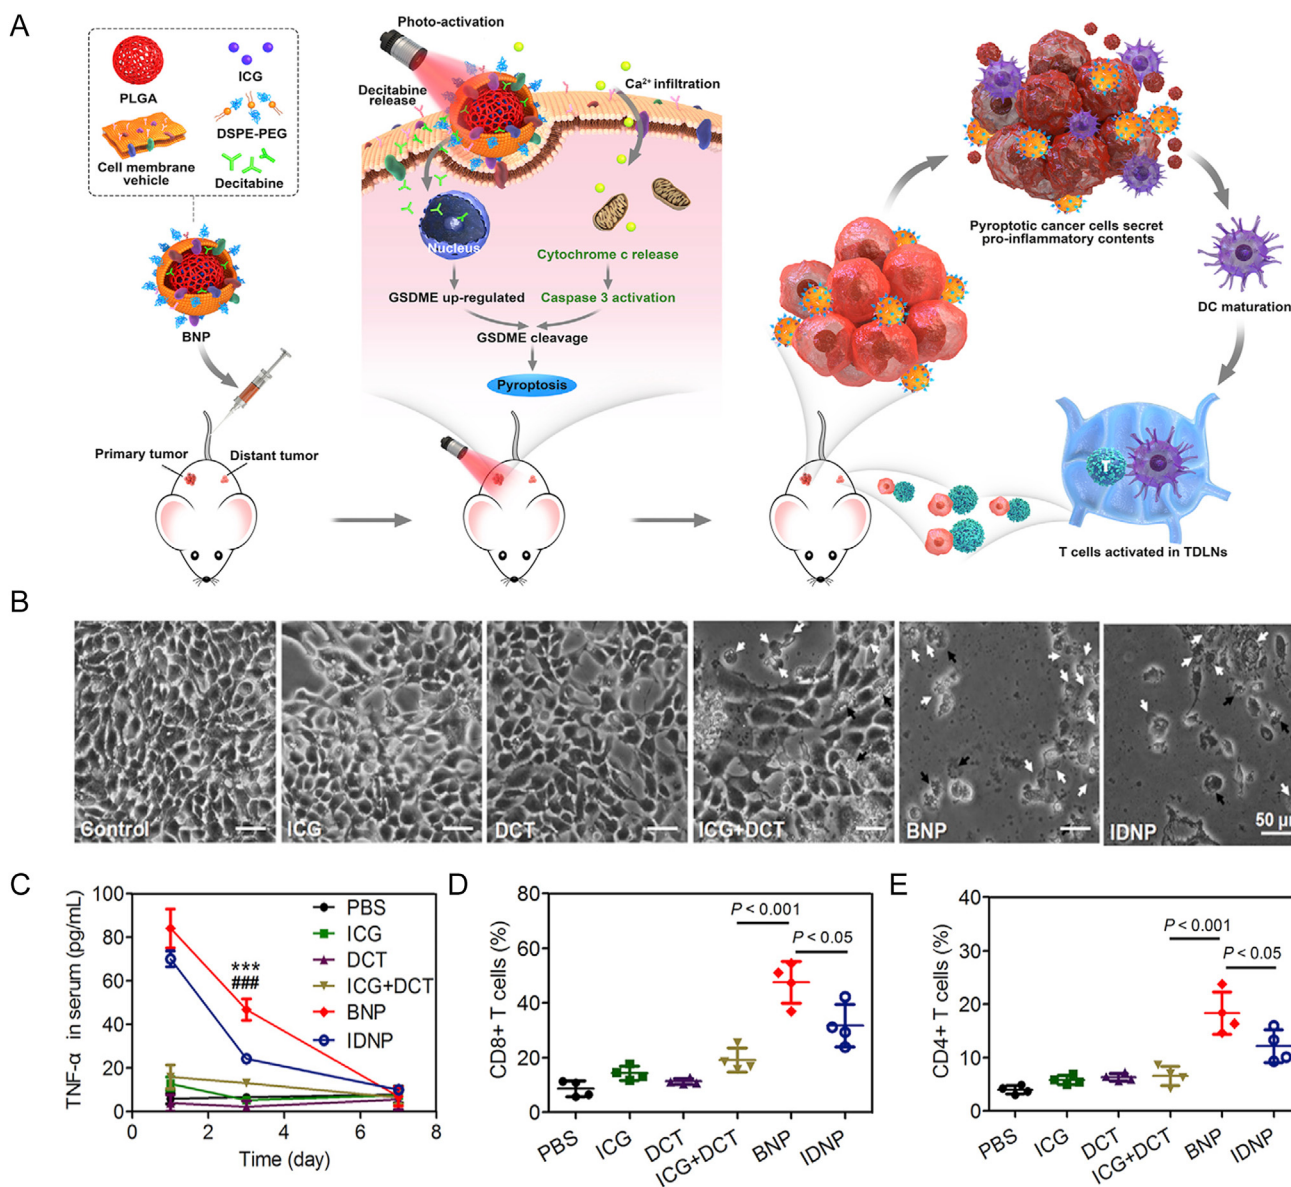 A
Photo-activation
PLGA
ICG
Cell membrane
vehicle
DSPE-PEG
Decitabine
BNP
Primary tumor
Distant tumor
Decitabine
release
Ca²⁺ infiltration
Nucleus
Cytochrome c release
GSDME up-regulated
Caspase 3 activation
GSDME cleavage
Pyroptosis
Pyroptotic cancer cells secret
pro-inflammatory contents
DC maturation
T
T cells activated in TDLNs
B
Control
ICG
DCT
ICG+DCT
BNP
IDNP
50 μm
C
TNF-α in serum (pg/mL)
100
80
60
40
20
0
0 2 4 6 8
Time (day)
***
###
PBS
ICG
DCT
ICG+DCT
BNP
IDNP
D
CD8+ T cells (%)
80
60
40
20
0
P < 0.001
P < 0.05
PBS
ICG
DCT
ICG+DCT
BNP
IDNP
E
CD4+ T cells (%)
40
30
20
10
0
P < 0.001
P < 0.05
PBS
ICG
DCT
ICG+DCT
BNP
IDNP